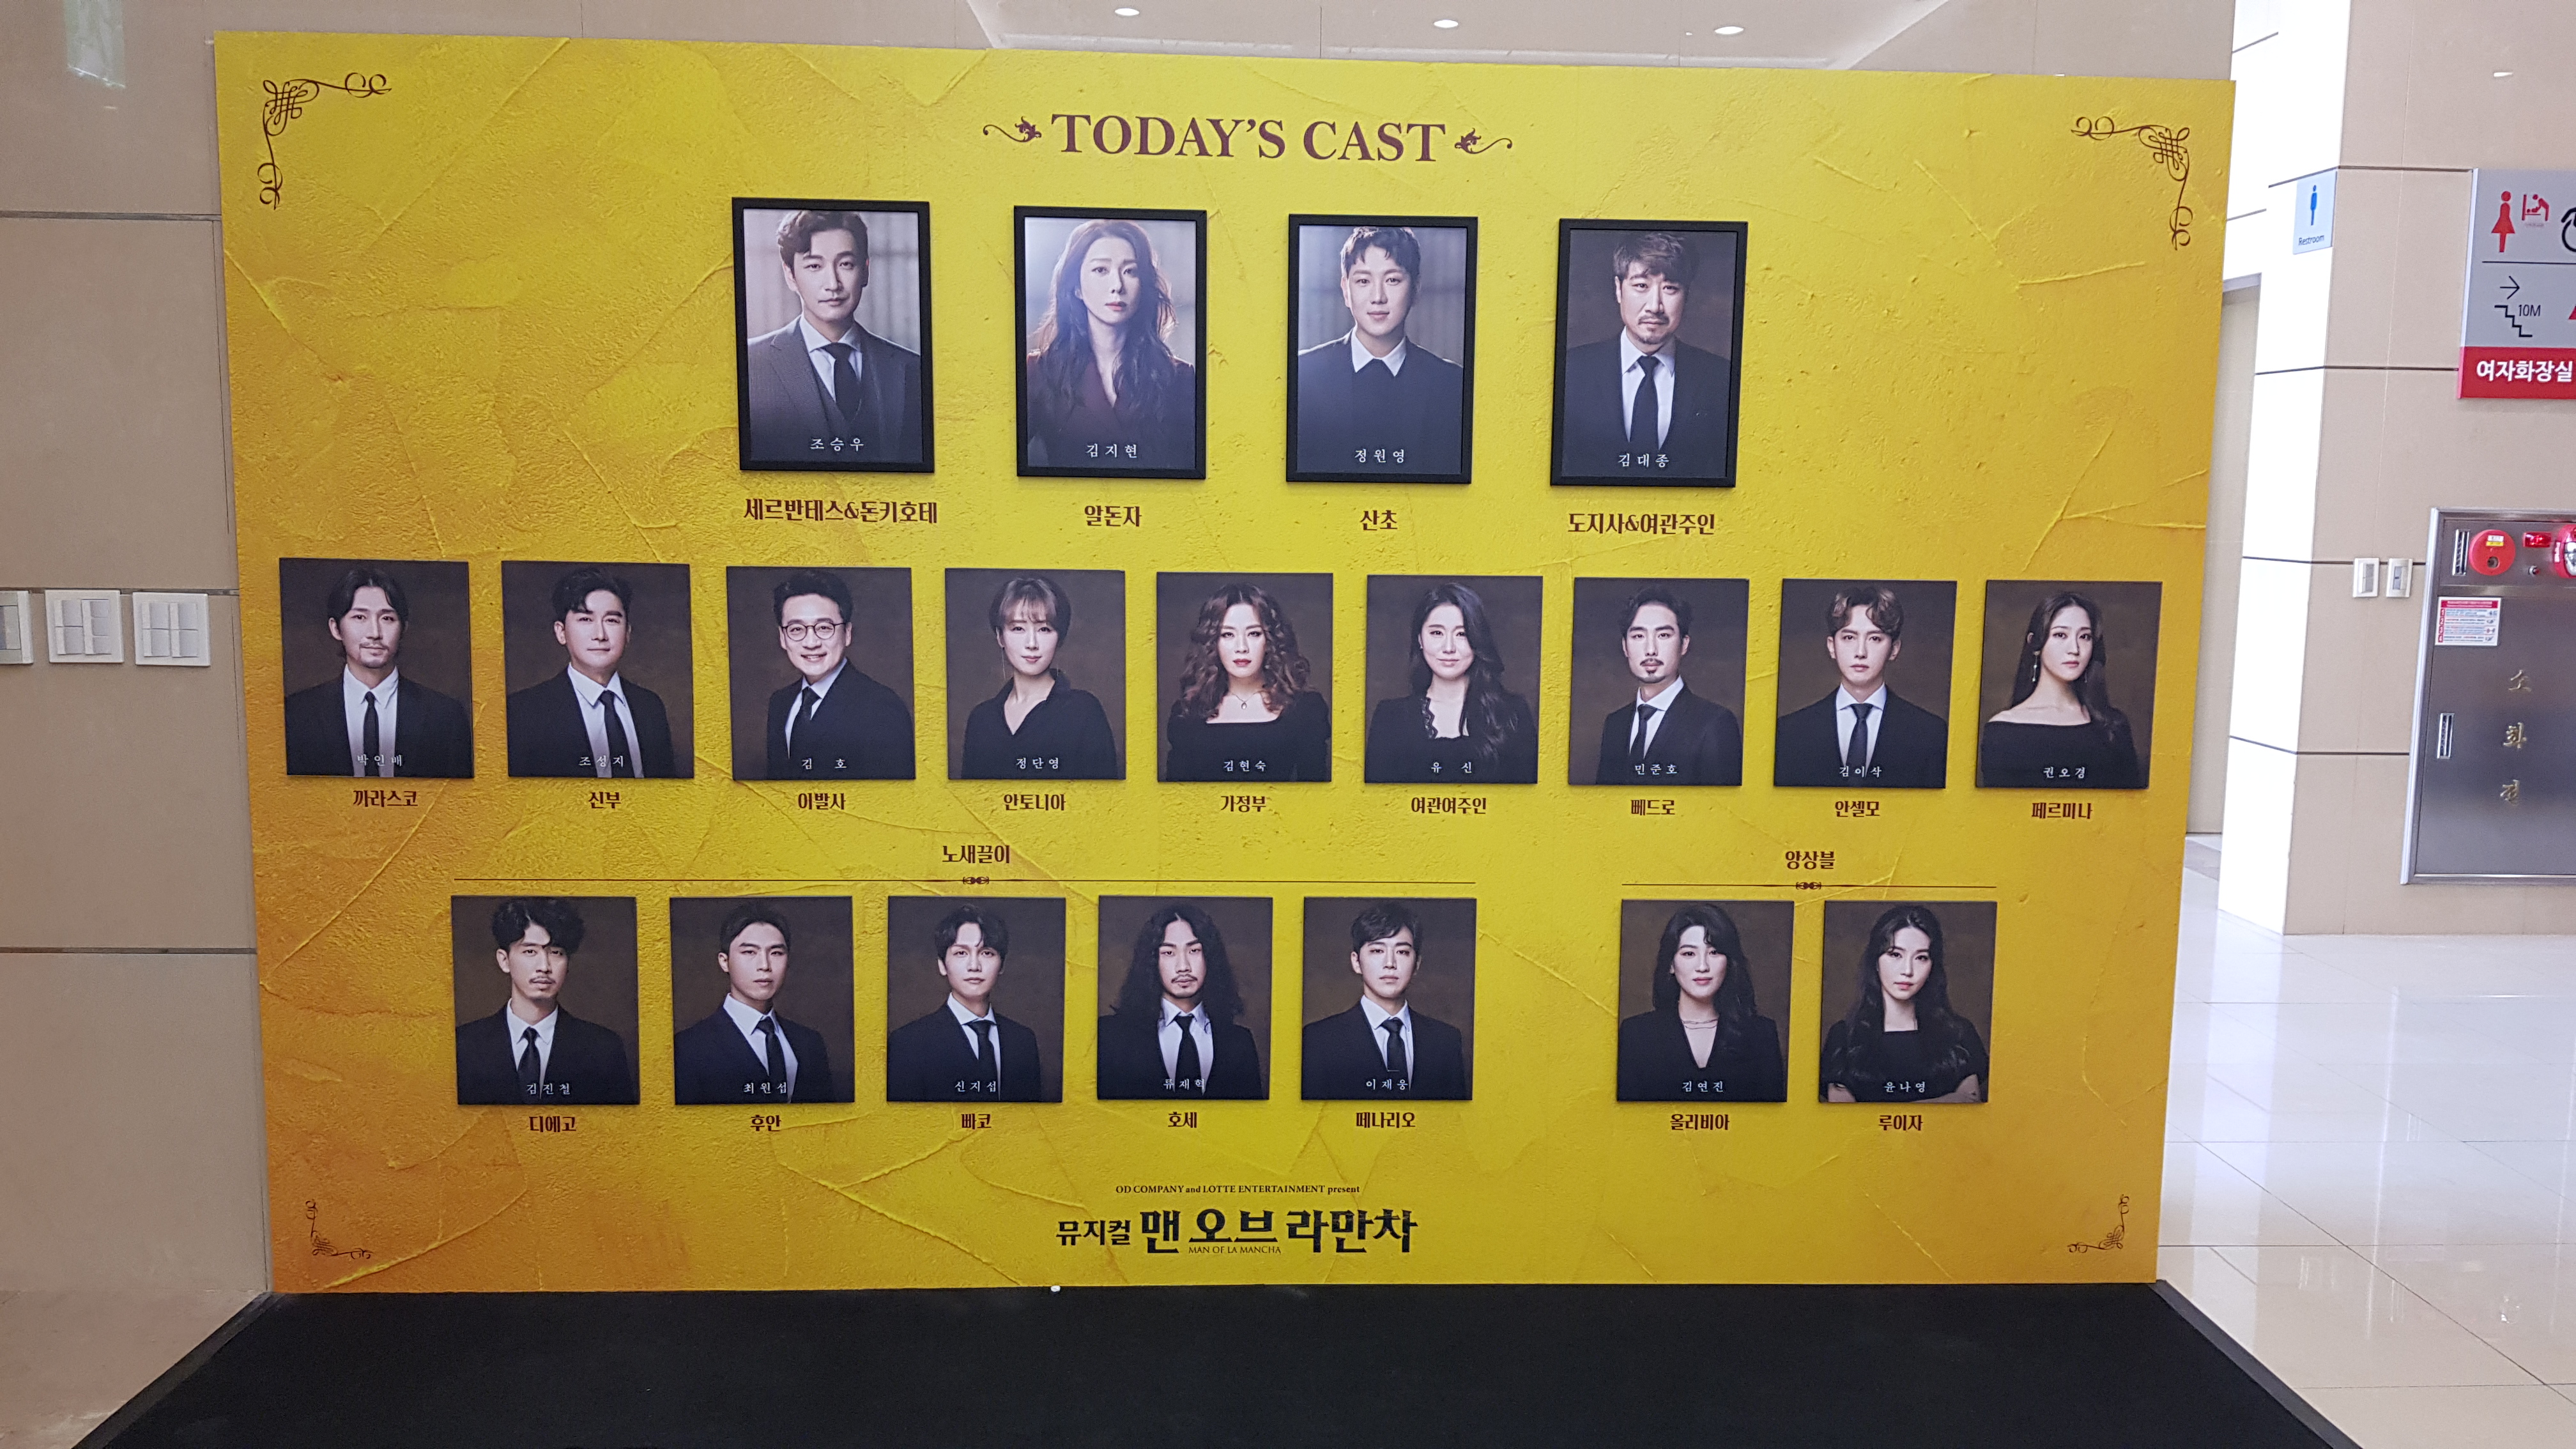 TODAY'S CAST
조승우
김지현
정원영
김대종
세르반테스&돈키호테
알돈자
산초
도지사&여관주인
박인배
조성지
김 호
정단영
김현숙
유 신
민준호
김이삭
권오경
까라스코
신부
이발사
안토니아
가정부
여관여주인
뻬드로
안셀모
페르미나
노새끌이
앙상블
김진철
최원섭
신지섭
류재혁
이재웅
김연진
윤나영
디에고
후안
빠코
호세
떼나리오
올리비아
루이자
OD COMPANY and LOTTE ENTERTAINMENT present
뮤지컬 맨 오브 라만차
MAN OF LA MANCHA
Restroom
10M
여자화장실
소
화
전